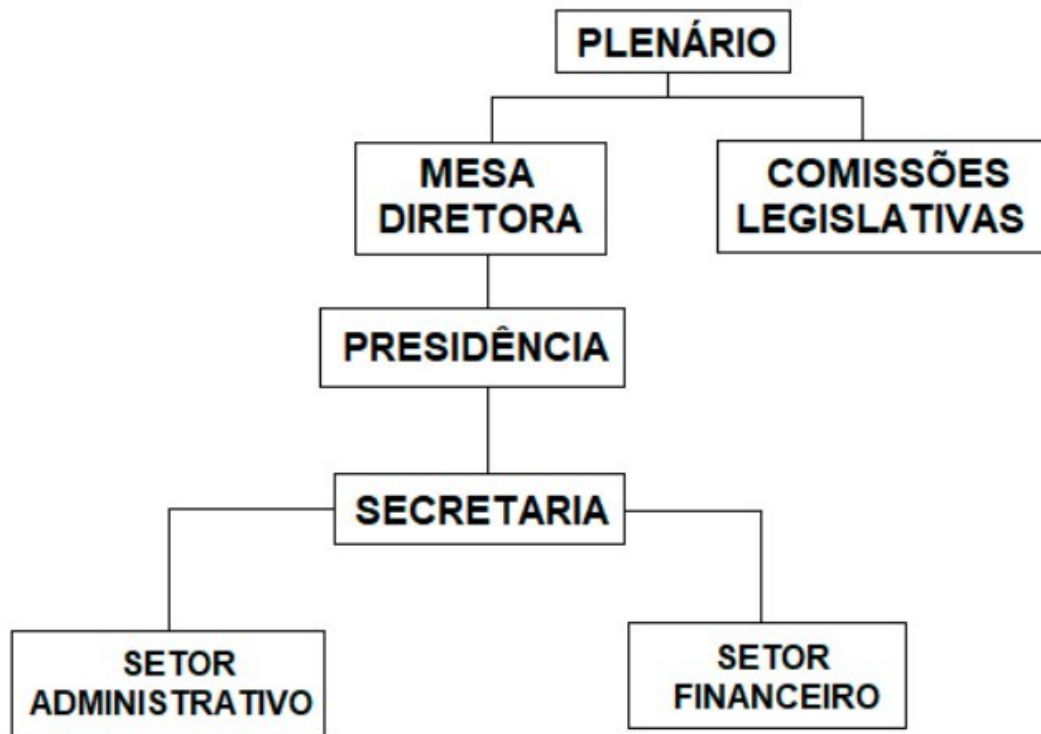 PLENÁRIO
MESA
DIRETORA
COMISSÕES
LEGISLATIVAS
PRESIDÊNCIA
SECRETARIA
SETOR
ADMINISTRATIVO
SETOR
FINANCEIRO